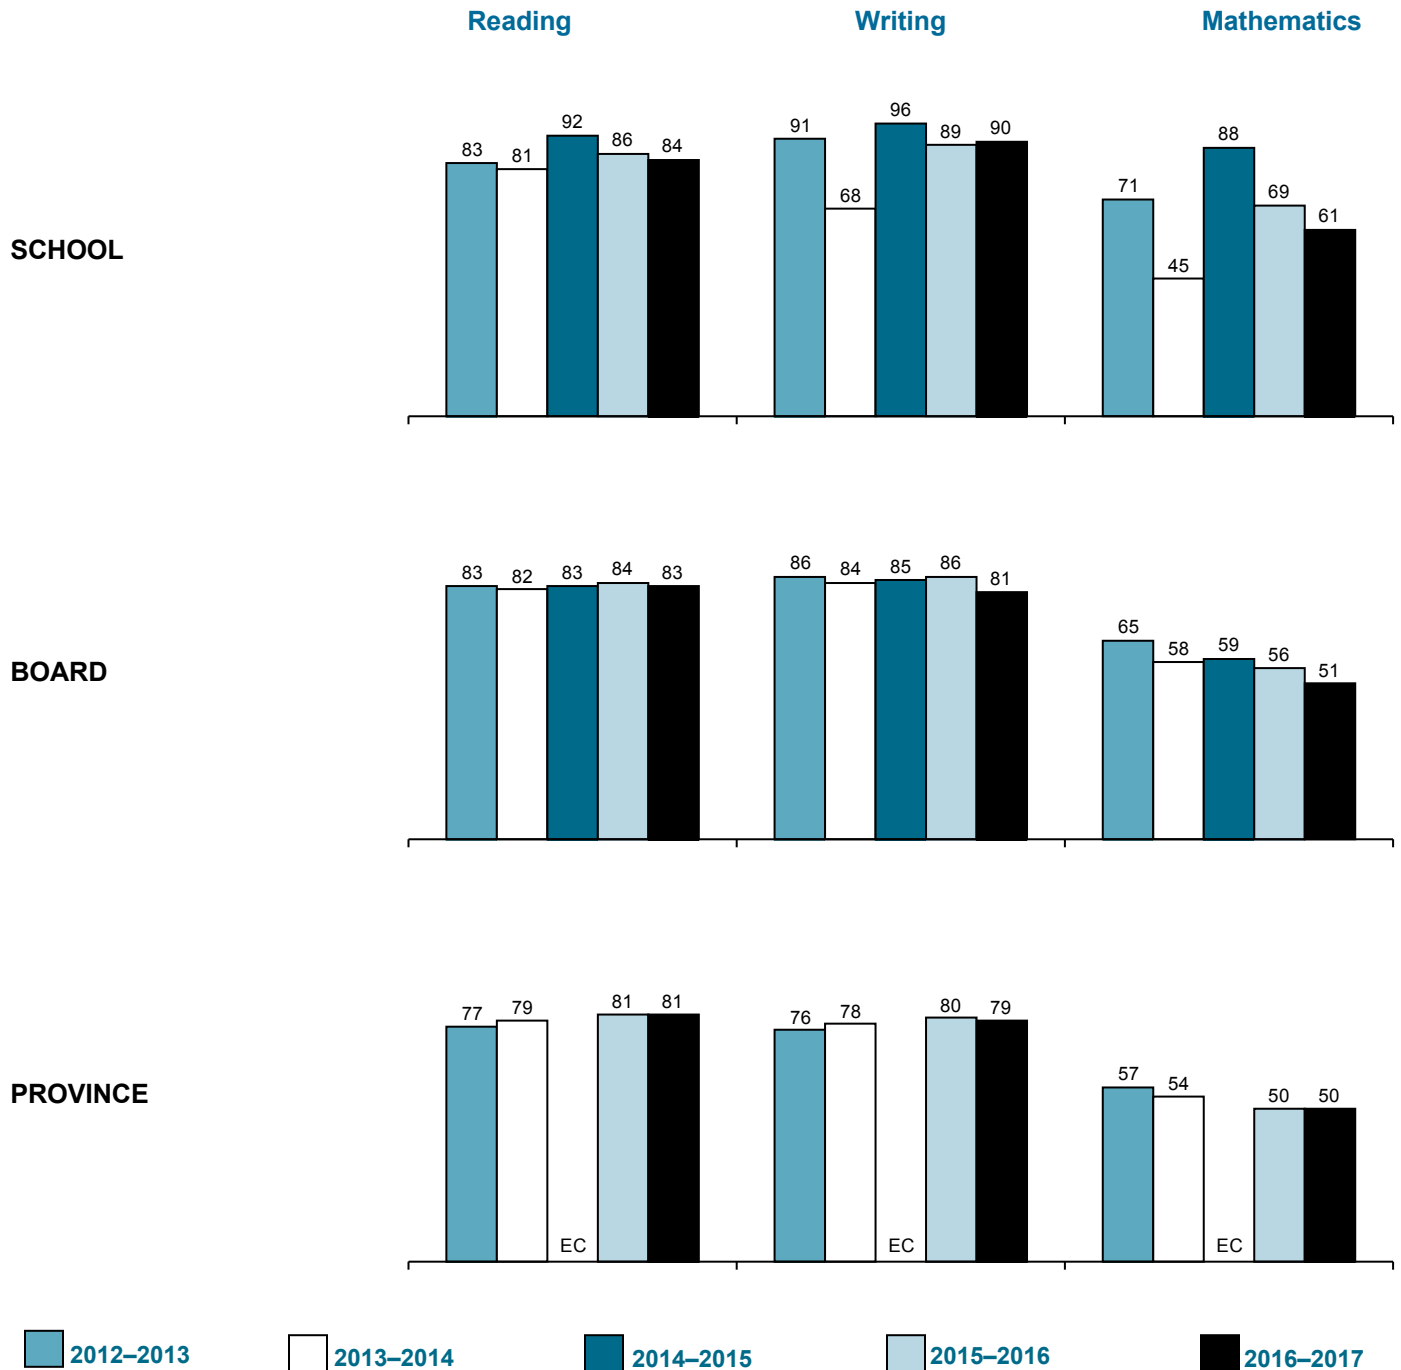 Reading Writing Mathematics
SCHOOL
83 81 92 86 84 91 68 96 89 90 71 45 88 69 61
BOARD
83 82 83 84 83 86 84 85 86 81 65 58 59 56 51
PROVINCE
77 79 EC 81 81 76 78 EC 80 79 57 54 EC 50 50
2012–2013 2013–2014 2014–2015 2015–2016 2016–2017